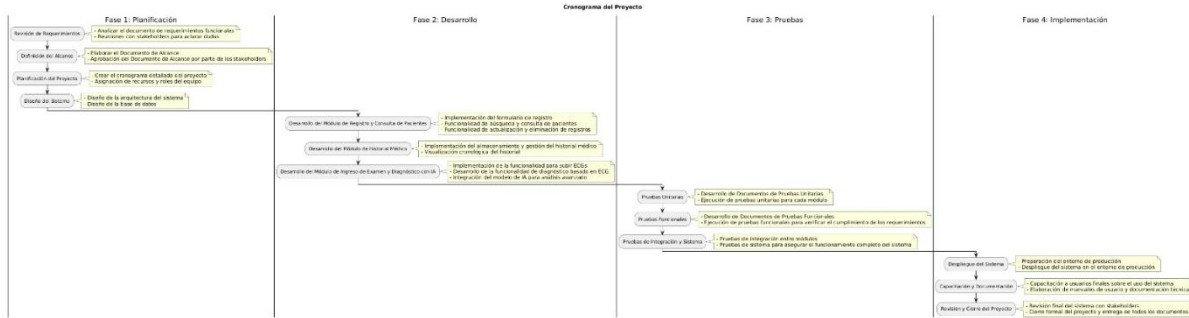 Cronograma del Proyecto
Fase 1: Planificación
Fase 2: Desarrollo
Fase 3: Pruebas
Fase 4: Implementación
Revisión de Requerimientos
- Analizar el documento de requerimientos funcionales
- Reuniones con stakeholders para aclarar dudas
Definición del Alcance
- Elaborar el Documento de Alcance
- Aprobación del Documento de Alcance por parte de los stakeholders
Planificación del Proyecto
- Crear el cronograma detallado del proyecto
- Asignación de recursos y roles del equipo
Diseño del Sistema
- Diseño de la arquitectura del sistema
- Diseño de la base de datos
Desarrollo del Módulo de Registro y Consulta de Pacientes
- Implementación del formulario de registro
- Funcionalidad de búsqueda y consulta de pacientes
- Funcionalidad de actualización y eliminación de registros
Desarrollo del Módulo de Historial Médico
- Implementación del almacenamiento y gestión del historial médico
- Visualización cronológica del historial
Desarrollo del Módulo de Ingreso de Examen y Diagnóstico con IA
- Implementación de la funcionalidad para subir ECGs
- Desarrollo de la funcionalidad de diagnóstico basado en ECG
- Integración del modelo de IA para análisis avanzado
Pruebas Unitarias
- Desarrollo de Documentos de Pruebas Unitarias
- Ejecución de pruebas unitarias para cada módulo
Pruebas Funcionales
- Desarrollo de Documentos de Pruebas Funcionales
- Ejecución de pruebas funcionales para verificar el cumplimiento de los requerimientos
Pruebas de Integración y Sistema
- Pruebas de integración entre módulos
- Pruebas de sistema para asegurar el funcionamiento completo del sistema
Despliegue del Sistema
- Preparación del entorno de producción
- Despliegue del sistema en el entorno de producción
Capacitación y Documentación
- Capacitación a usuarios finales sobre el uso del sistema
- Elaboración de manuales de usuario y documentación técnica
Revisión y Cierre del Proyecto
- Revisión final del sistema con stakeholders
- Cierre formal del proyecto y entrega de todos los documentos